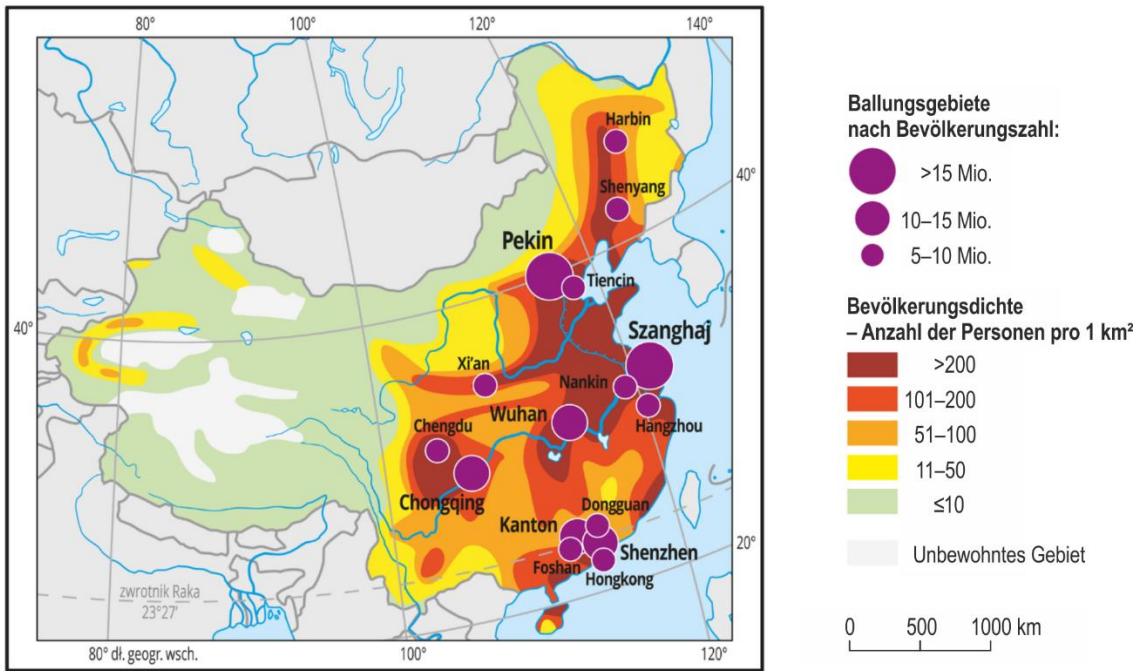 80°
100°
120°
140°
Harbin
40°
Shenyang
Pekin
Tiencin
40°
Szanghaj
Xi'an
Nankin
Wuhan
Hangzhou
Chengdu
Chongqing
Dongguan
Kanton
Shenzhen
20°
Foshan
Hongkong
zwrotnik Raka
23°27'
80° dł. geogr. wsch.
100°
120°
Ballungsgebiete
nach Bevölkerungszahl:
>15 Mio.
10–15 Mio.
5–10 Mio.
Bevölkerungsdichte
– Anzahl der Personen pro 1 km²
>200
101–200
51–100
11–50
≤10
Unbewohntes Gebiet
0 500 1000 km